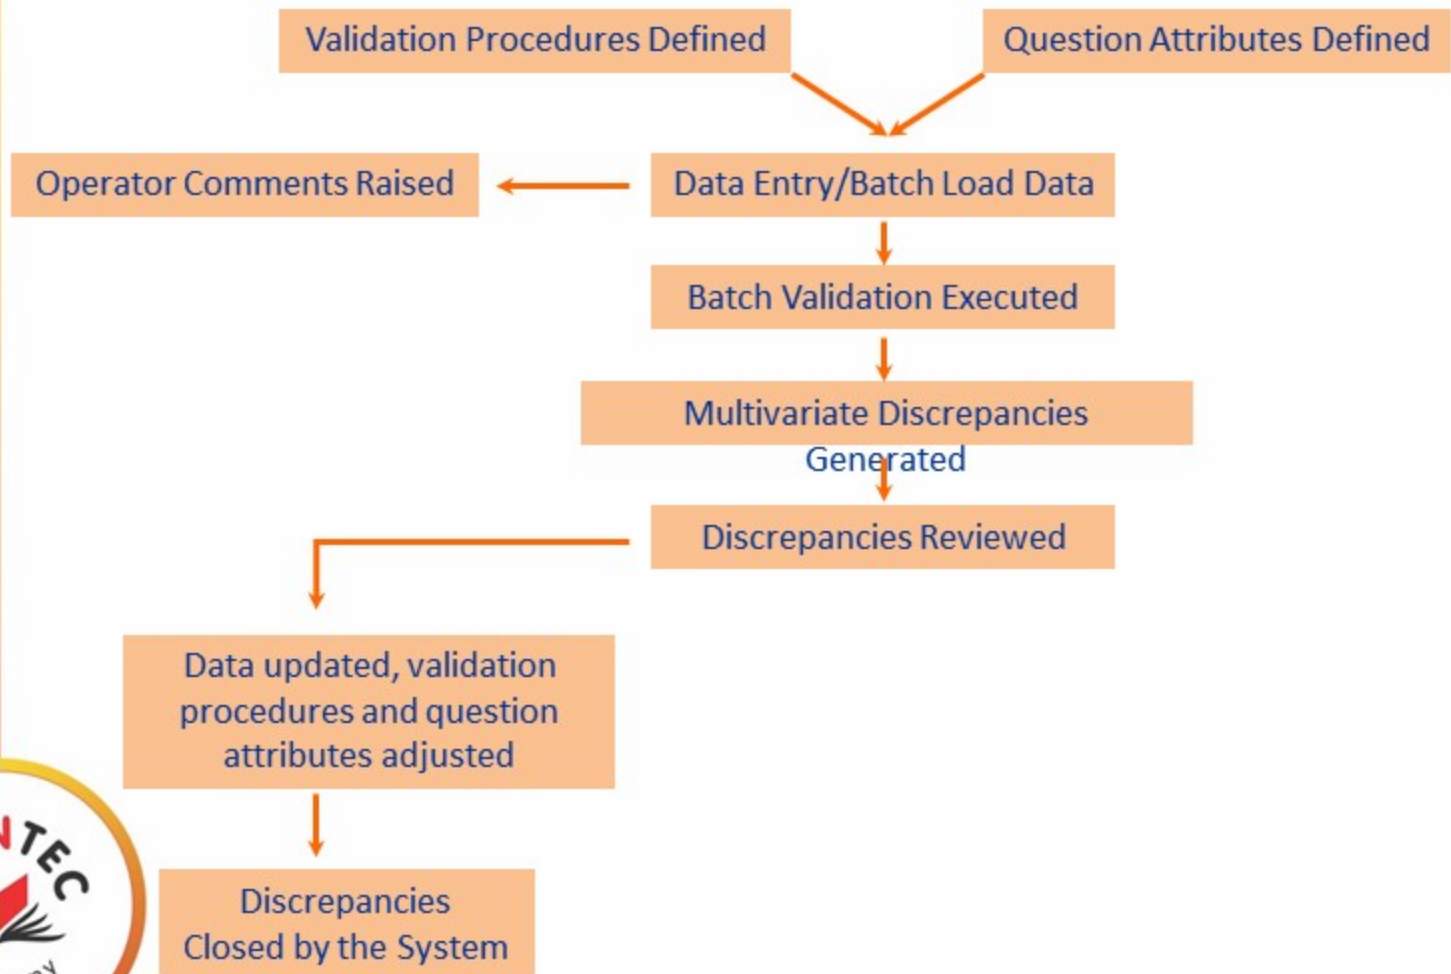 Validation Procedures Defined
Question Attributes Defined
Operator Comments Raised
Data Entry/Batch Load Data
Batch Validation Executed
Multivariate Discrepancies
Generated
Discrepancies Reviewed
Data updated, validation
procedures and question
attributes adjusted
Discrepancies
Closed by the System